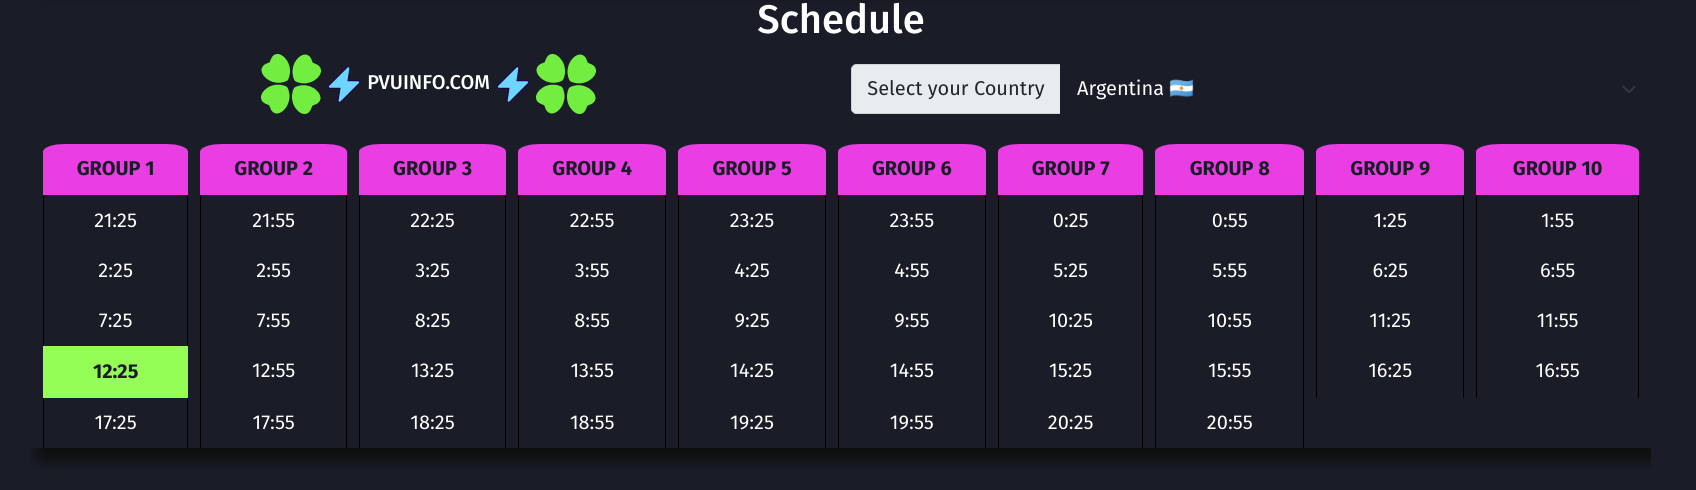 Schedule
PVUINFO.COM
Select your Country Argentina
GROUP 1 GROUP 2 GROUP 3 GROUP 4 GROUP 5 GROUP 6 GROUP 7 GROUP 8 GROUP 9 GROUP 10
21:25 21:55 22:25 22:55 23:25 23:55 0:25 0:55 1:25 1:55
2:25 2:55 3:25 3:55 4:25 4:55 5:25 5:55 6:25 6:55
7:25 7:55 8:25 8:55 9:25 9:55 10:25 10:55 11:25 11:55
12:25 12:55 13:25 13:55 14:25 14:55 15:25 15:55 16:25 16:55
17:25 17:55 18:25 18:55 19:25 19:55 20:25 20:55